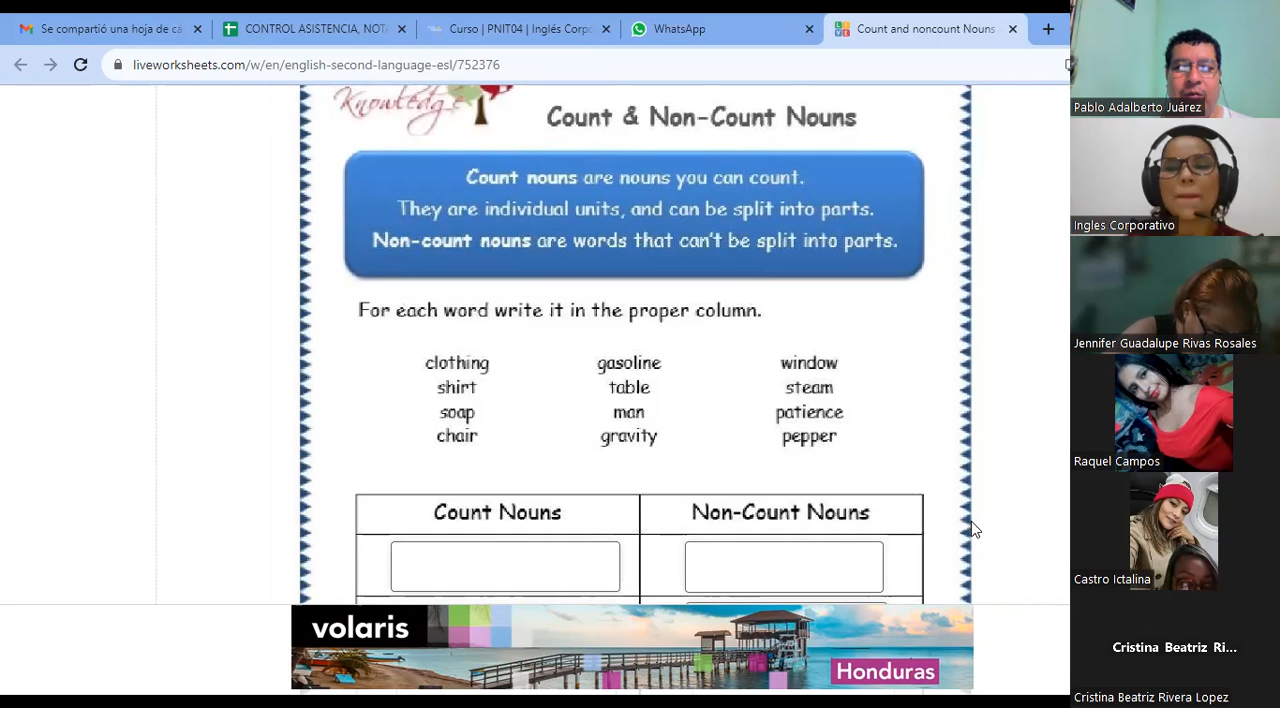 Se compartió una hoja de cá
CONTROL ASISTENCIA, NOTA
Curso | PNIT04 | Inglés Corpo
WhatsApp
Count and noncount Nouns
liveworksheets.com/w/en/english-second-language-esl/752376
Knowledge
Count & Non-Count Nouns
Count nouns are nouns you can count.
They are individual units, and can be split into parts.
Non-count nouns are words that can't be split into parts.
For each word write it in the proper column.
clothing gasoline window
shirt table steam
soap man patience
chair gravity pepper
Count Nouns Non-Count Nouns
volaris
Honduras
Pablo Adalberto Juárez
Ingles Corporativo
Jennifer Guadalupe Rivas Rosales
Raquel Campos
Castro Ictalina
Cristina Beatriz Ri...
Cristina Beatriz Rivera Lopez